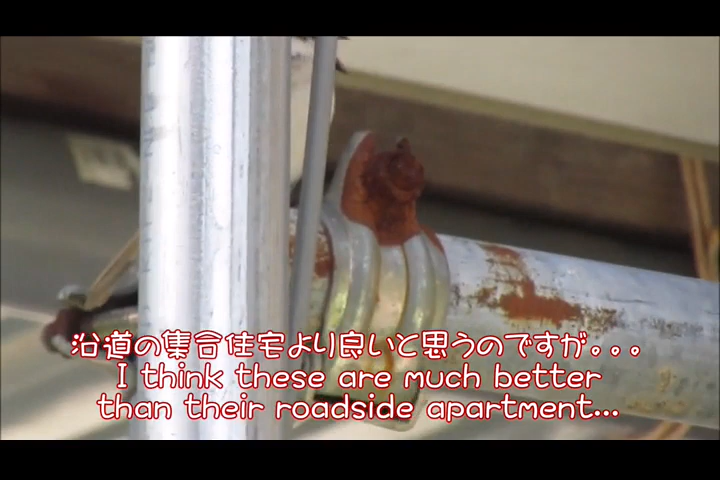 沿道の集合住宅より良いと思うのですが。。。
I think these are much better
than their roadside apartment...